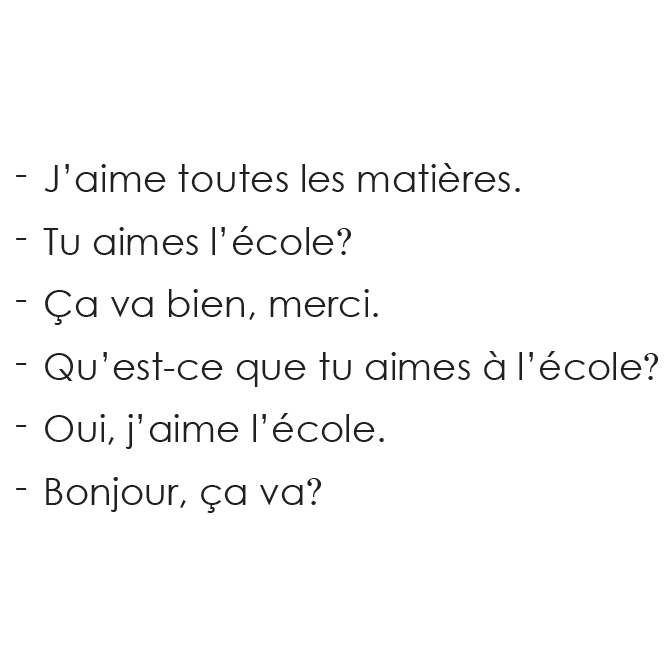 - J’aime toutes les matières.
- Tu aimes l’école?
- Ça va bien, merci.
- Qu’est-ce que tu aimes à l’école?
- Oui, j’aime l’école.
- Bonjour, ça va?